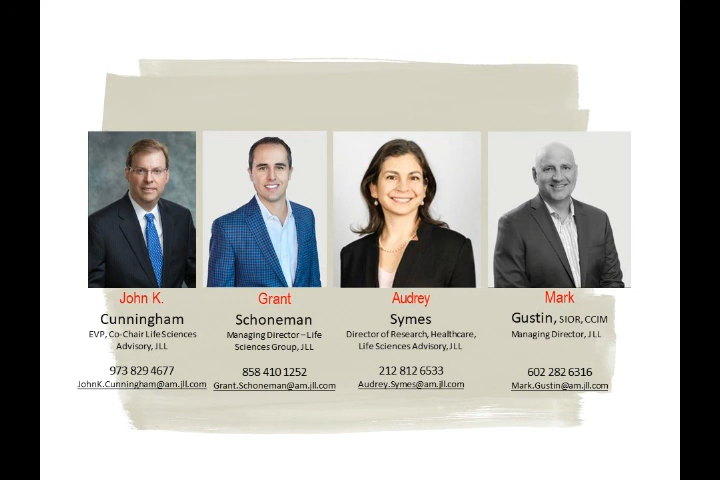 John K.
Cunningham
EVP, Co-Chair Life Sciences
Advisory, JLL
973 829 4677
JohnK.Cunningham@am.jll.com
Grant
Schoneman
Managing Director – Life
Sciences Group, JLL
858 410 1252
Grant.Schoneman@am.jll.com
Audrey
Symes
Director of Research, Healthcare,
Life Sciences Advisory, JLL
212 812 6533
Audrey.Symes@am.jll.com
Mark
Gustin, SIOR, CCIM
Managing Director, JLL
602 282 6316
Mark.Gustin@am.jll.com